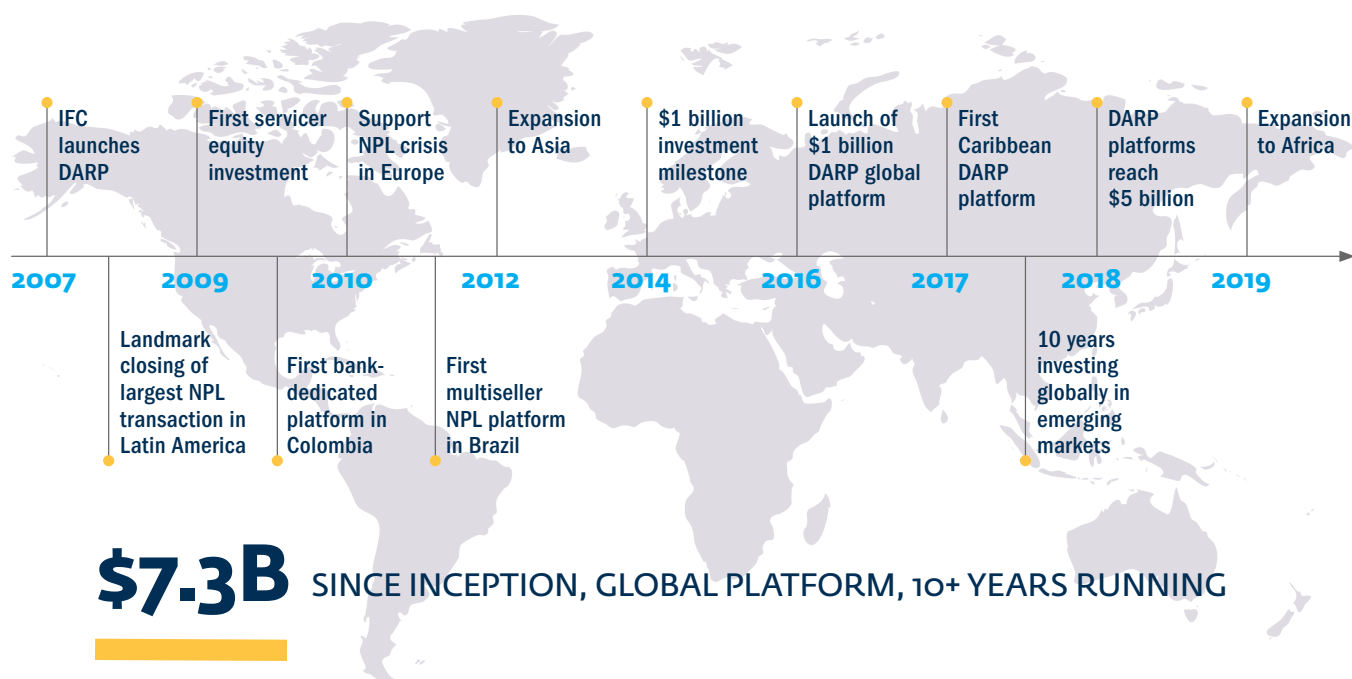 IFC
launches
DARP
First servicer
equity
investment
Support
NPL crisis
in Europe
Expansion
to Asia
$1 billion
investment
milestone
Launch of
$1 billion
DARP global
platform
First
Caribbean
DARP
platform
DARP
platforms
reach
$5 billion
Expansion
to Africa
2007
2009
2010
2012
2014
2016
2017
2018
2019
Landmark
closing of
largest NPL
transaction in
Latin America
First bank-
dedicated
platform in
Colombia
First
multiseller
NPL platform
in Brazil
10 years
investing
globally in
emerging
markets
$7.3B SINCE INCEPTION, GLOBAL PLATFORM, 10+ YEARS RUNNING